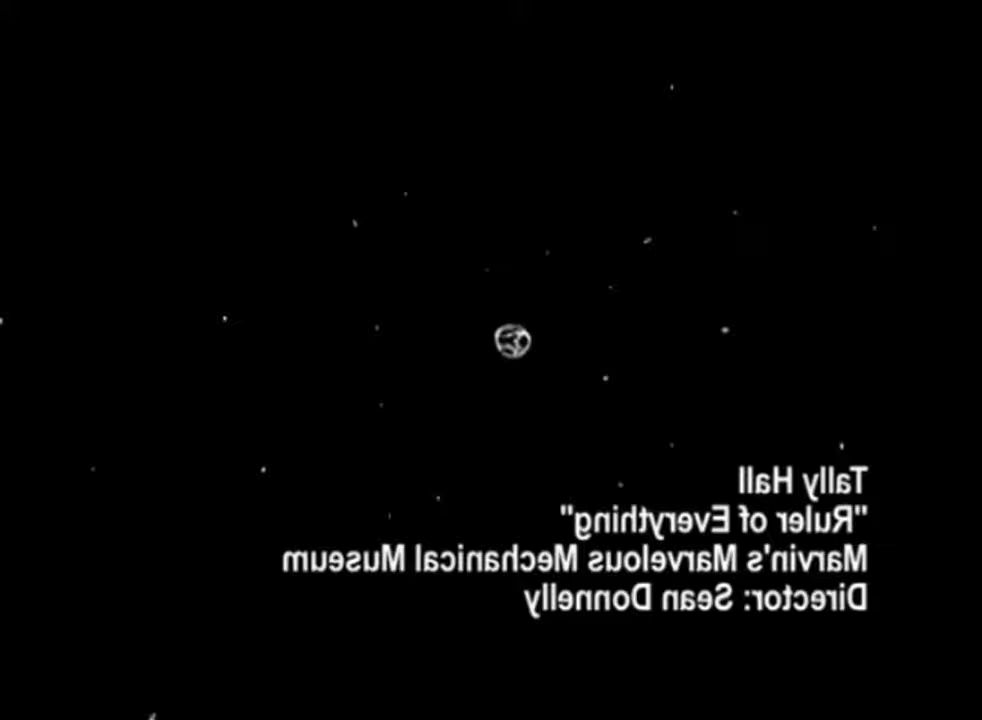 Tally Hall
"Ruler of Everything"
Marvin's Marvelous Mechanical Museum
Director: Sean Donnelly